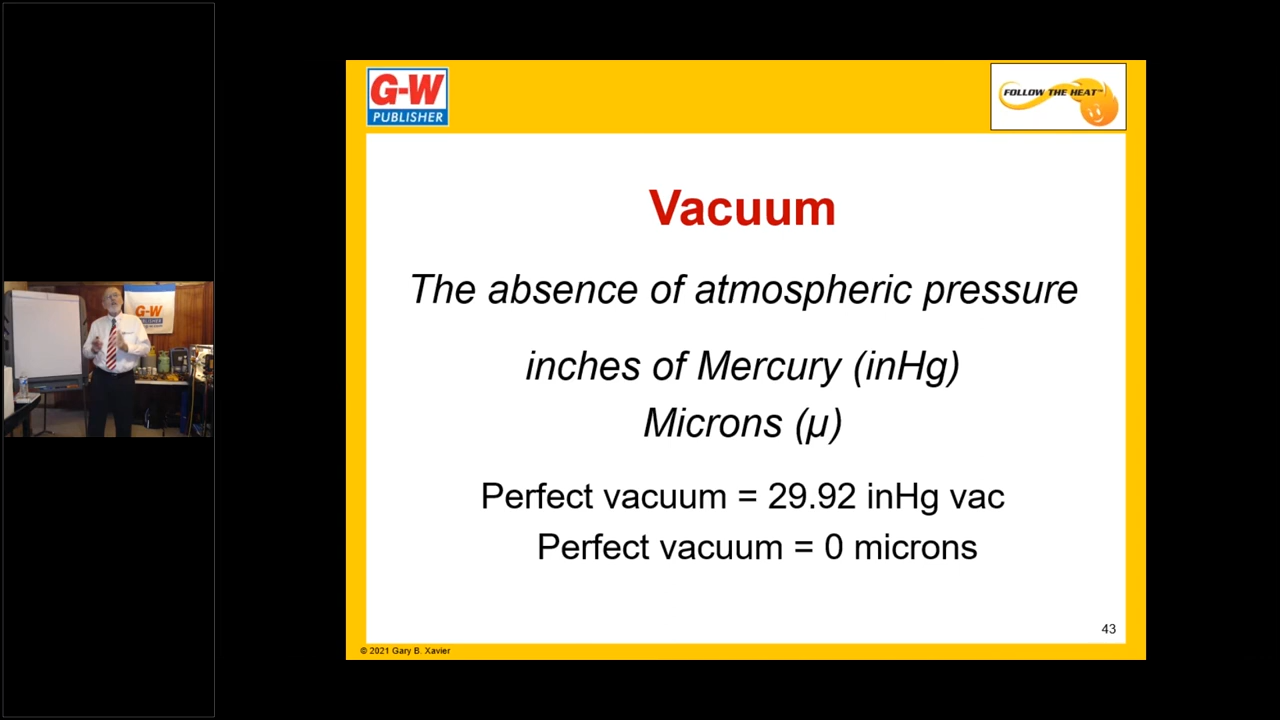 G-W
PUBLISHER
FOLLOW THE HEAT™
Vacuum
The absence of atmospheric pressure
inches of Mercury (inHg)
Microns (µ)
Perfect vacuum = 29.92 inHg vac
Perfect vacuum = 0 microns
43
© 2021 Gary B. Xavier
G-W